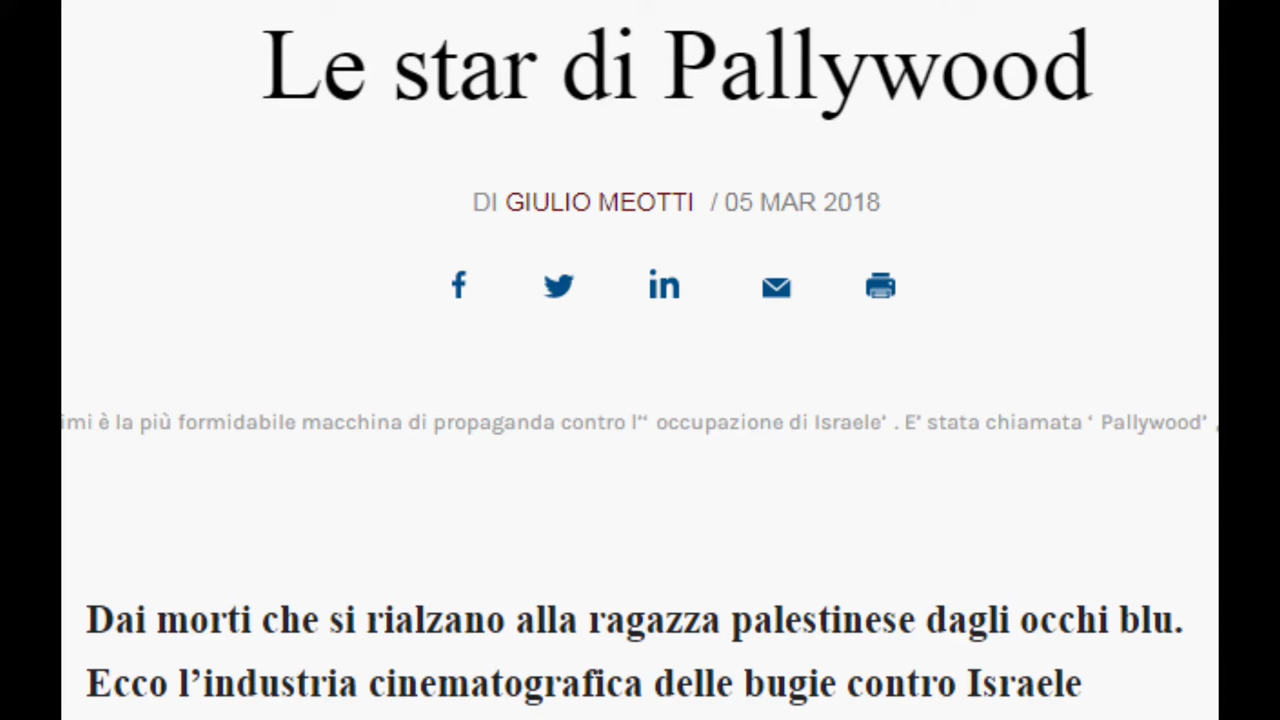 Le star di Pallywood
DI GIULIO MEOTTI / 05 MAR 2018
imi è la più formidabile macchina di propaganda contro l'“ occupazione di Israele’ . E’ stata chiamata ‘ Pallywood’ ,
Dai morti che si rialzano alla ragazza palestinese dagli occhi blu.
Ecco l’industria cinematografica delle bugie contro Israele